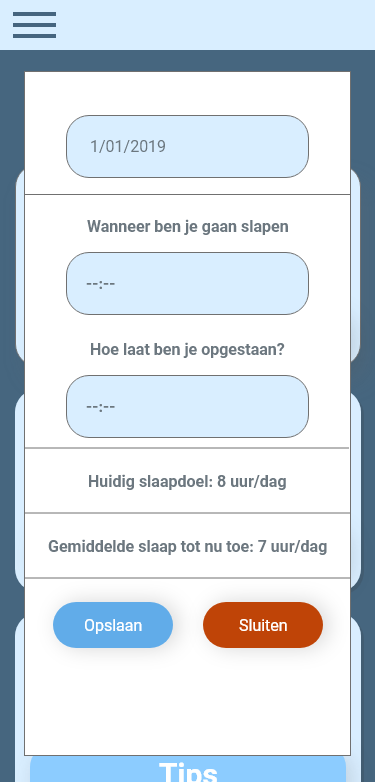 1/01/2019
Wanneer ben je gaan slapen
--:--
Hoe laat ben je opgestaan?
--:--
Huidig slaapdoel: 8 uur/dag
Gemiddelde slaap tot nu toe: 7 uur/dag
Opslaan Sluiten
Tips